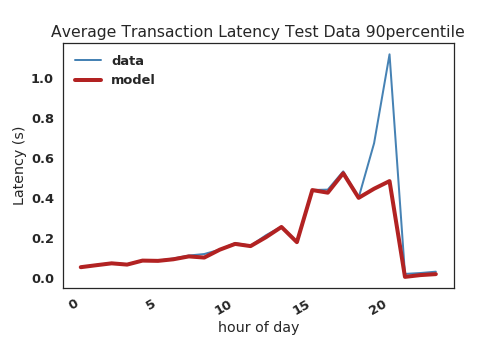 Average Transaction Latency Test Data 90percentile
data
model
Latency (s)
1.0
0.8
0.6
0.4
0.2
0.0
0
5
10
15
20
hour of day